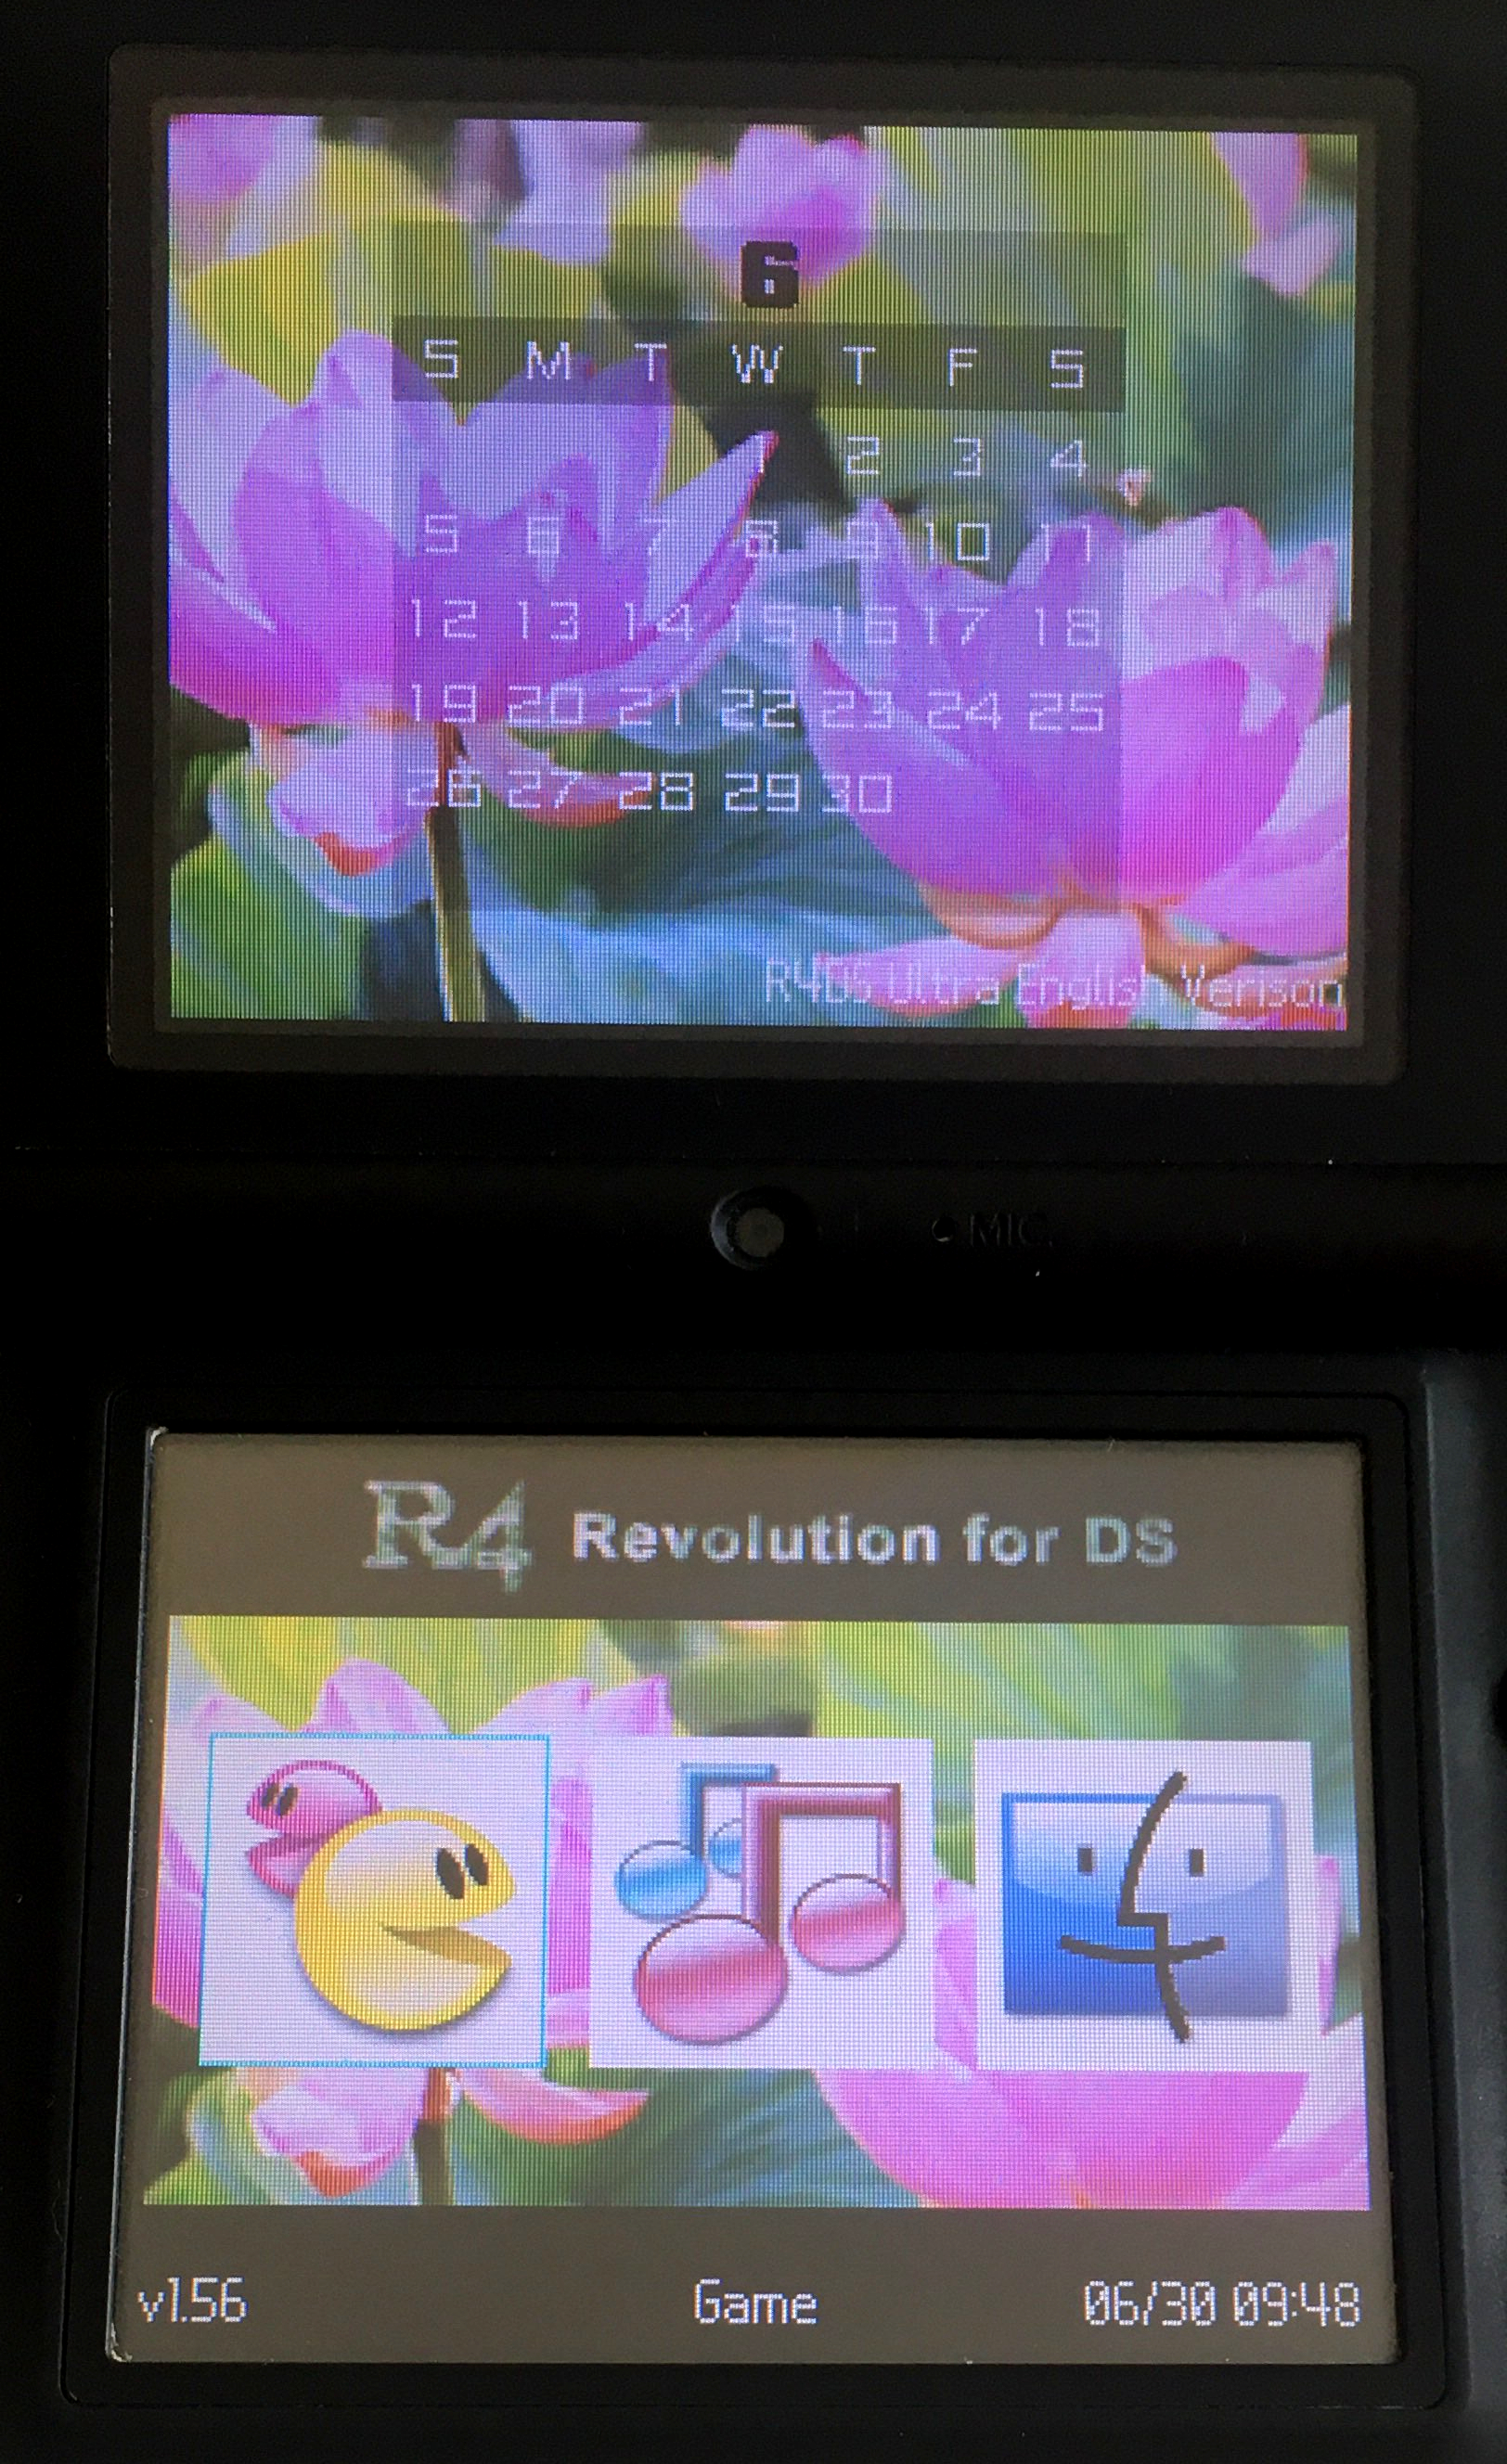 6
S M T W T F S
1 2 3 4
5 6 7 8 9 10 11
12 13 14 15 16 17 18
19 20 21 22 23 24 25
26 27 28 29 30
R4DS Ultra English Verison
MIC.
R4 Revolution for DS
v1.56 Game 06/30 09:48